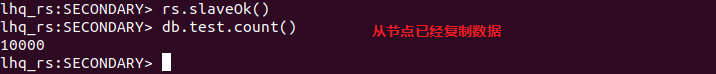 lhq_rs:SECONDARY> rs.slaveOk()
lhq_rs:SECONDARY> db.test.count()
从节点已经复制数据
10000
lhq_rs:SECONDARY>